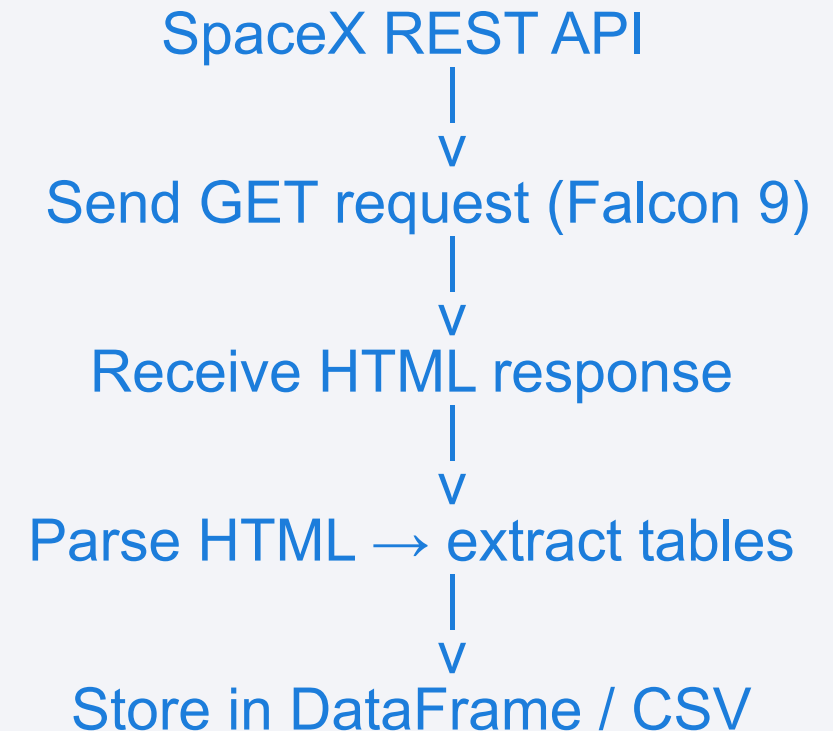 SpaceX REST API
|
v
Send GET request (Falcon 9)
|
v
Receive HTML response
|
v
Parse HTML → extract tables
|
v
Store in DataFrame / CSV